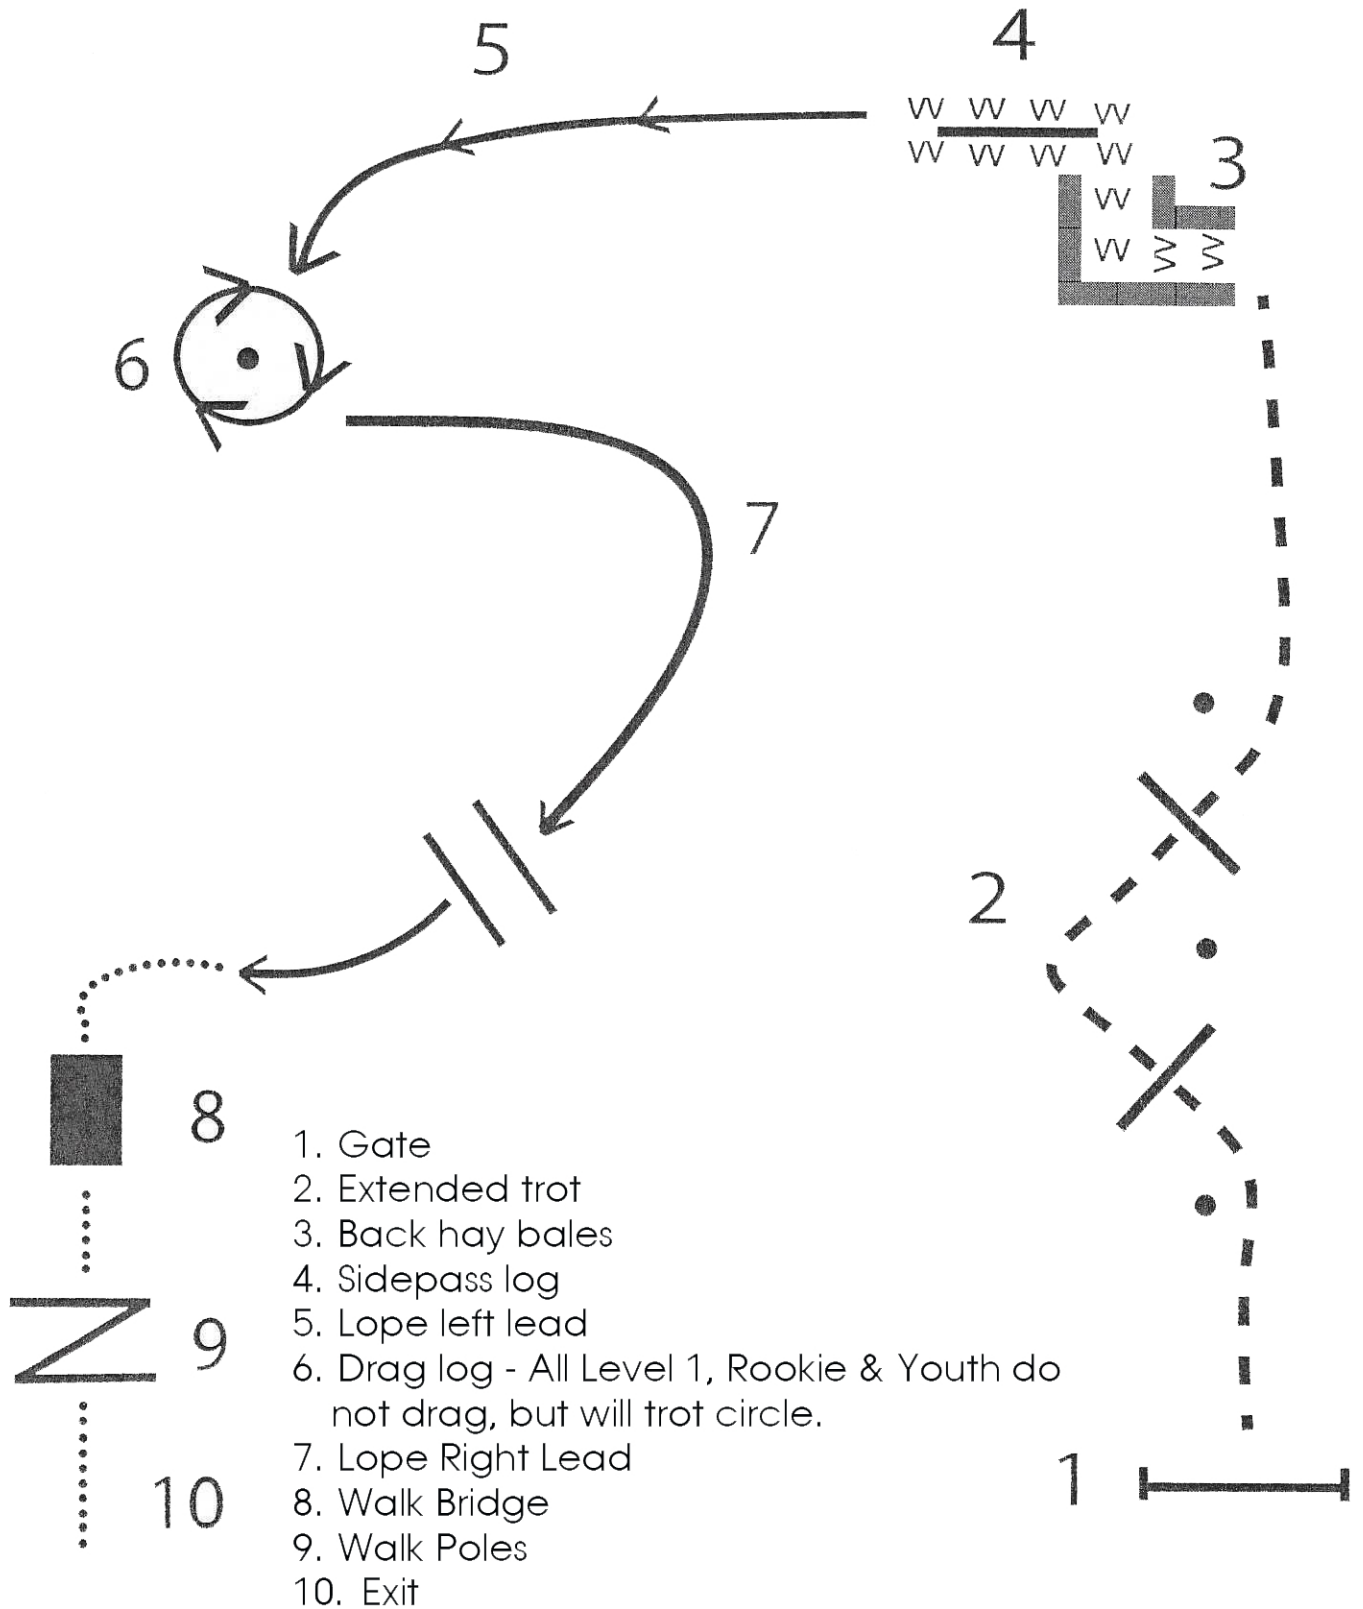 5
4
3
6
7
2
8
9
10
1
1. Gate
2. Extended trot
3. Back hay bales
4. Sidepass log
5. Lope left lead
6. Drag log - All Level 1, Rookie & Youth do
not drag, but will trot circle.
7. Lope Right Lead
8. Walk Bridge
9. Walk Poles
10. Exit